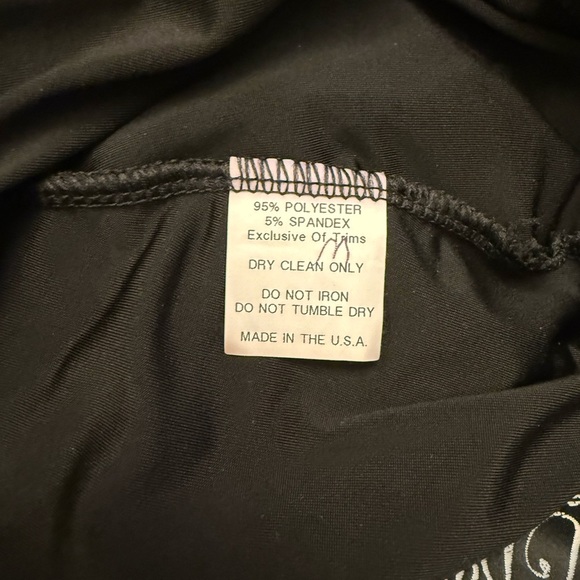 95% POLYESTER
5% SPANDEX
Exclusive Of Trims
M
DRY CLEAN ONLY
DO NOT IRON
DO NOT TUMBLE DRY
MADE IN THE U.S.A.